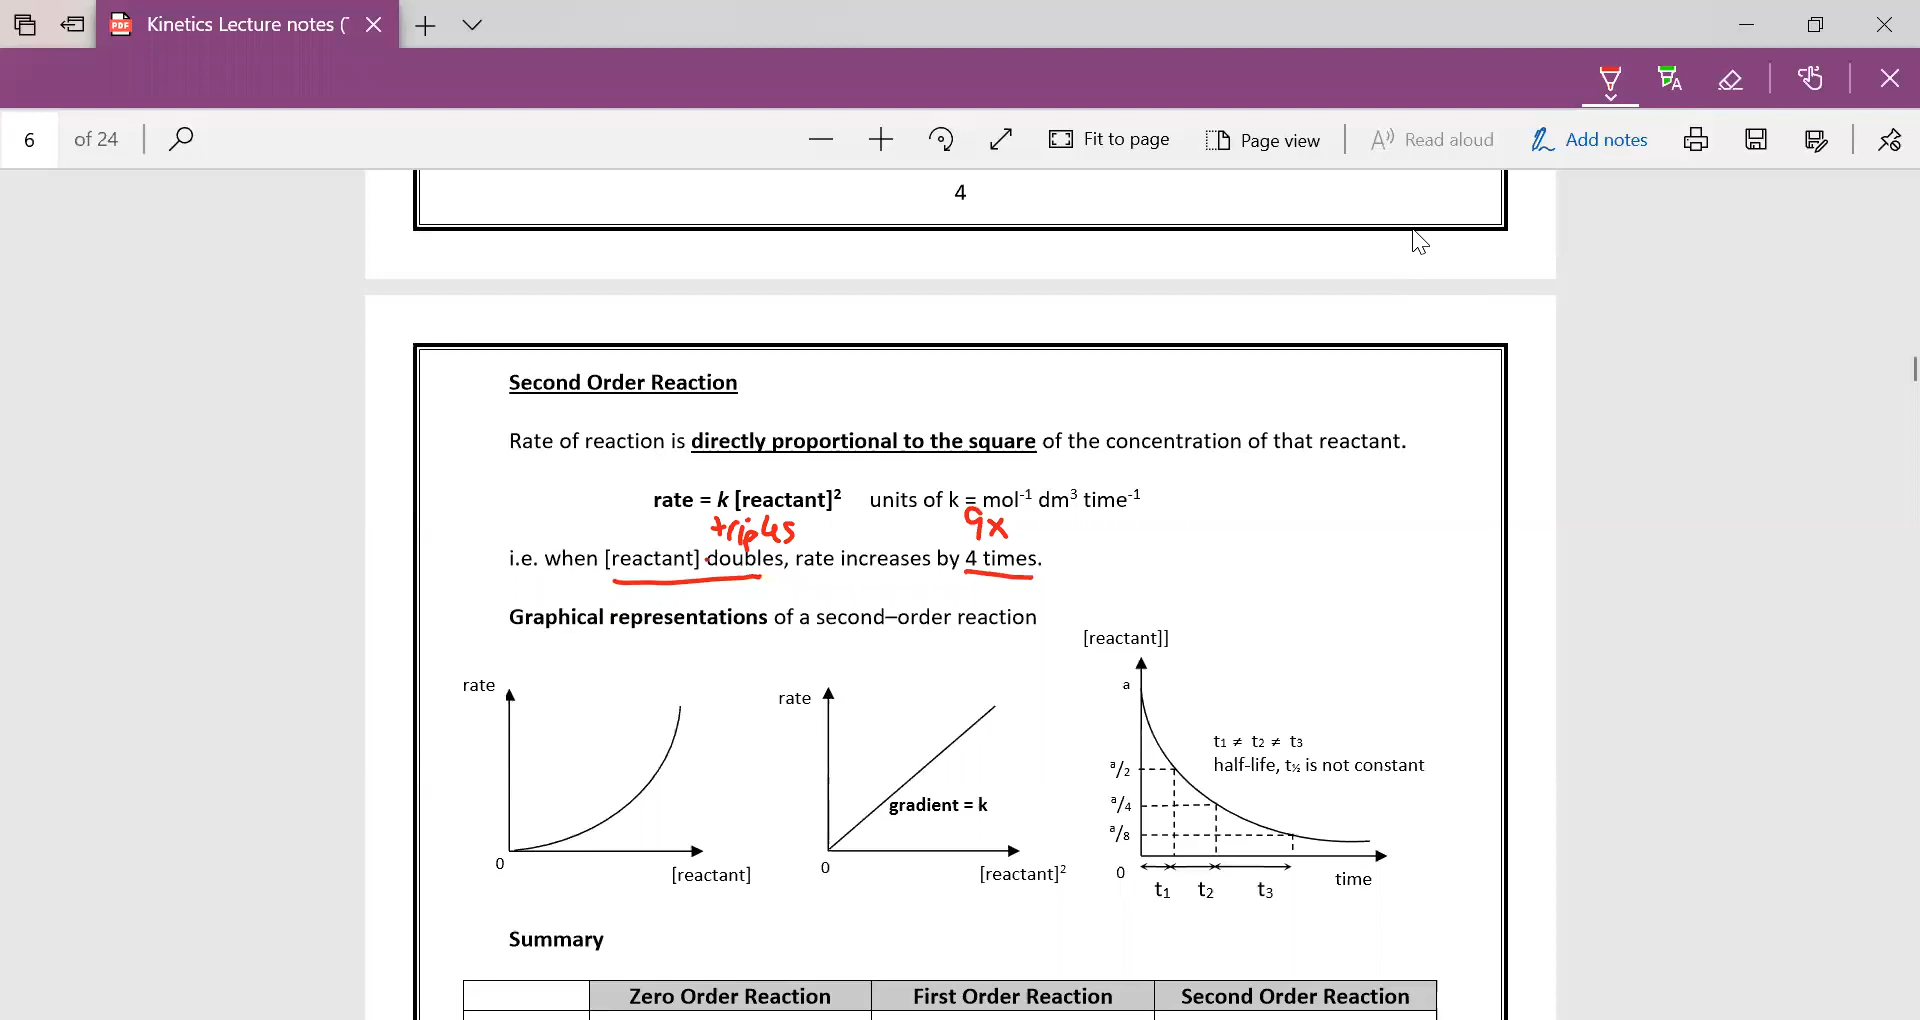 Kinetics Lecture notes (
6 of 24
Fit to page
Page view
Read aloud
Add notes
4
Second Order Reaction
Rate of reaction is directly proportional to the square of the concentration of that reactant.
rate = k [reactant]² units of k = mol⁻¹ dm³ time⁻¹
triples 9x
i.e. when [reactant] doubles, rate increases by 4 times.
Graphical representations of a second–order reaction
rate
0
[reactant]
rate
gradient = k
0
[reactant]²
[reactant]]
a
t₁ ≠ t₂ ≠ t₃
half-life, t½ is not constant
a/2
a/4
a/8
0
time
t₁ t₂ t₃
Summary
Zero Order Reaction First Order Reaction Second Order Reaction